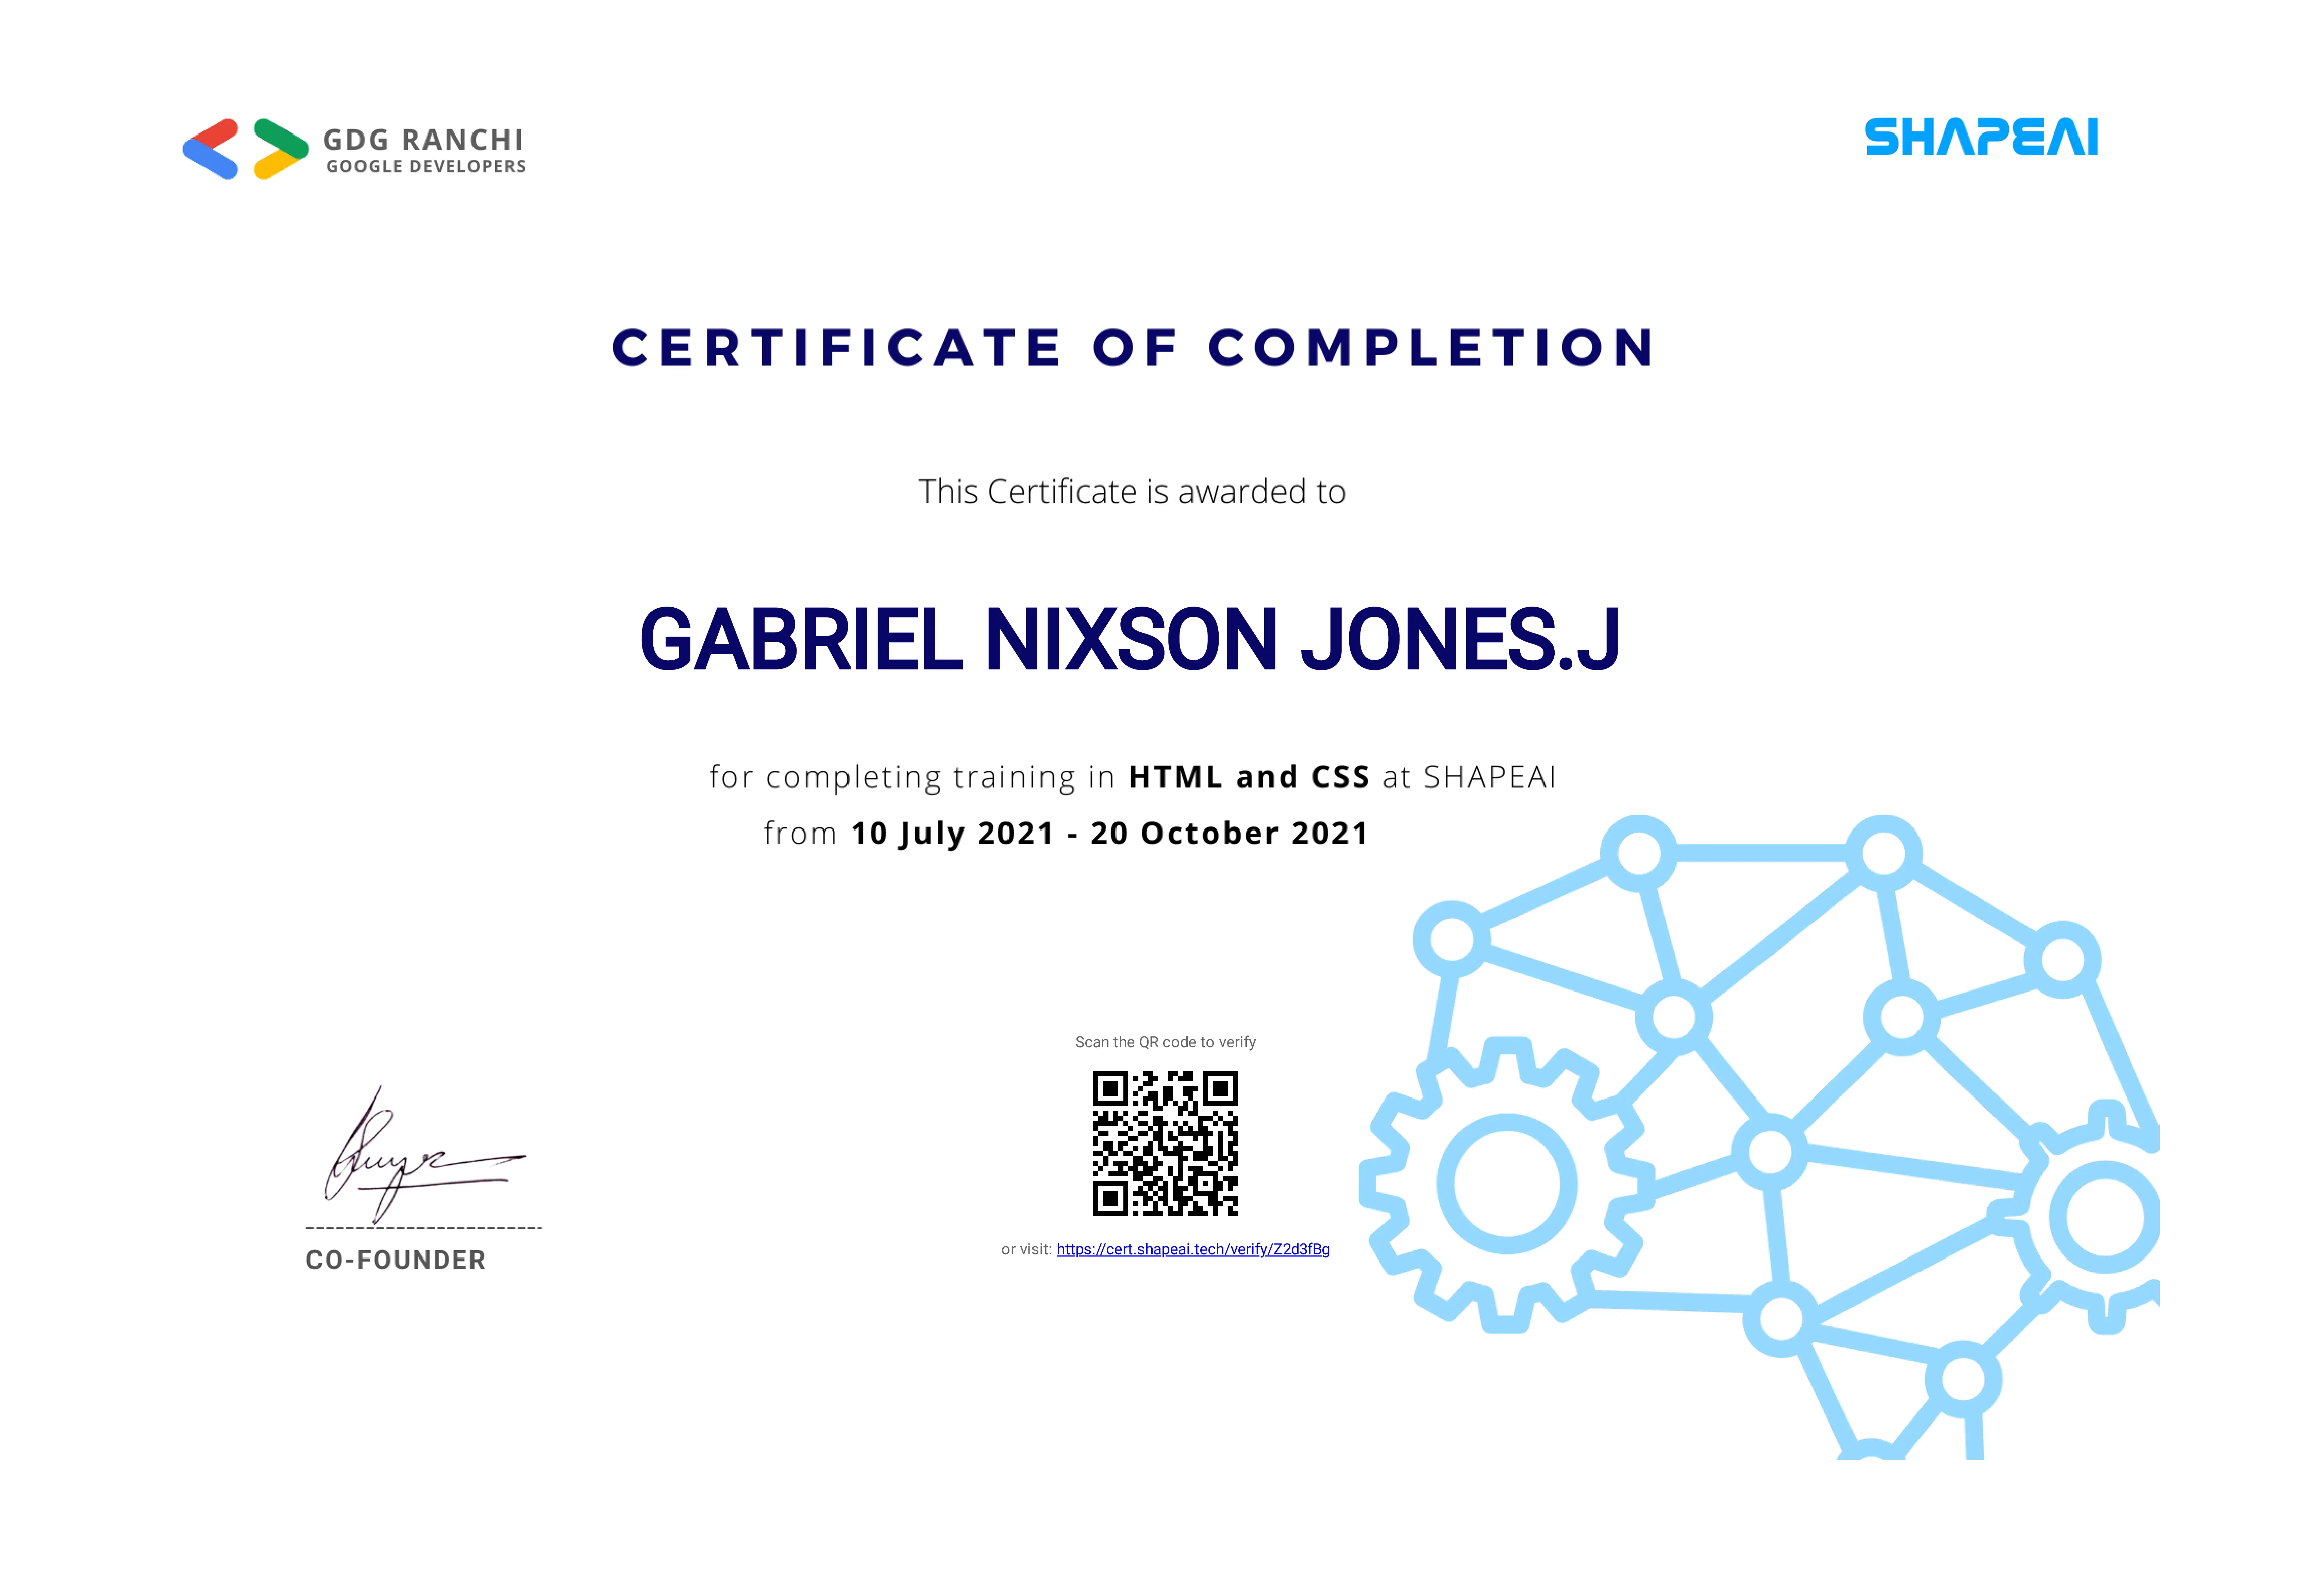 GDG RANCHI
GOOGLE DEVELOPERS
SHAPEAI
CERTIFICATE OF COMPLETION
This Certificate is awarded to
GABRIEL NIXSON JONES.J
for completing training in HTML and CSS at SHAPEAI
from 10 July 2021 - 20 October 2021
Scan the QR code to verify
or visit: https://cert.shapeai.tech/verify/Z2d3fBg
CO-FOUNDER